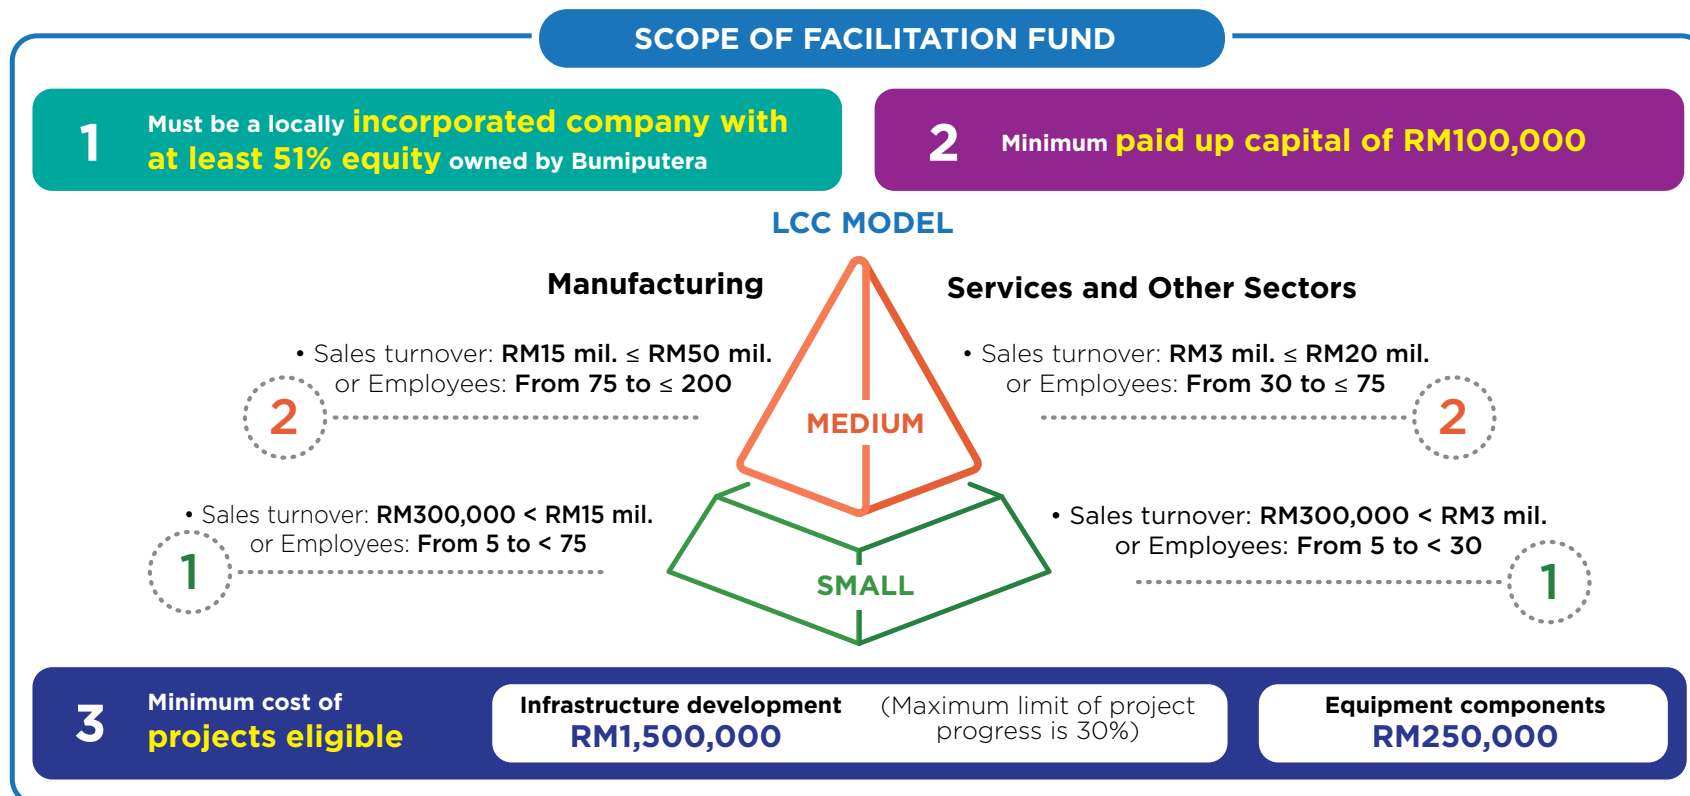 SCOPE OF FACILITATION FUND
1
Must be a locally incorporated company with
at least 51% equity owned by Bumiputera
2
Minimum paid up capital of RM100,000
LCC MODEL
Manufacturing
• Sales turnover: RM15 mil. ≤ RM50 mil.
or Employees: From 75 to ≤ 200
2
• Sales turnover: RM300,000 < RM15 mil.
or Employees: From 5 to < 75
1
MEDIUM
SMALL
Services and Other Sectors
• Sales turnover: RM3 mil. ≤ RM20 mil.
or Employees: From 30 to ≤ 75
2
• Sales turnover: RM300,000 < RM3 mil.
or Employees: From 5 to < 30
1
3
Minimum cost of
projects eligible
Infrastructure development
RM1,500,000
(Maximum limit of project
progress is 30%)
Equipment components
RM250,000